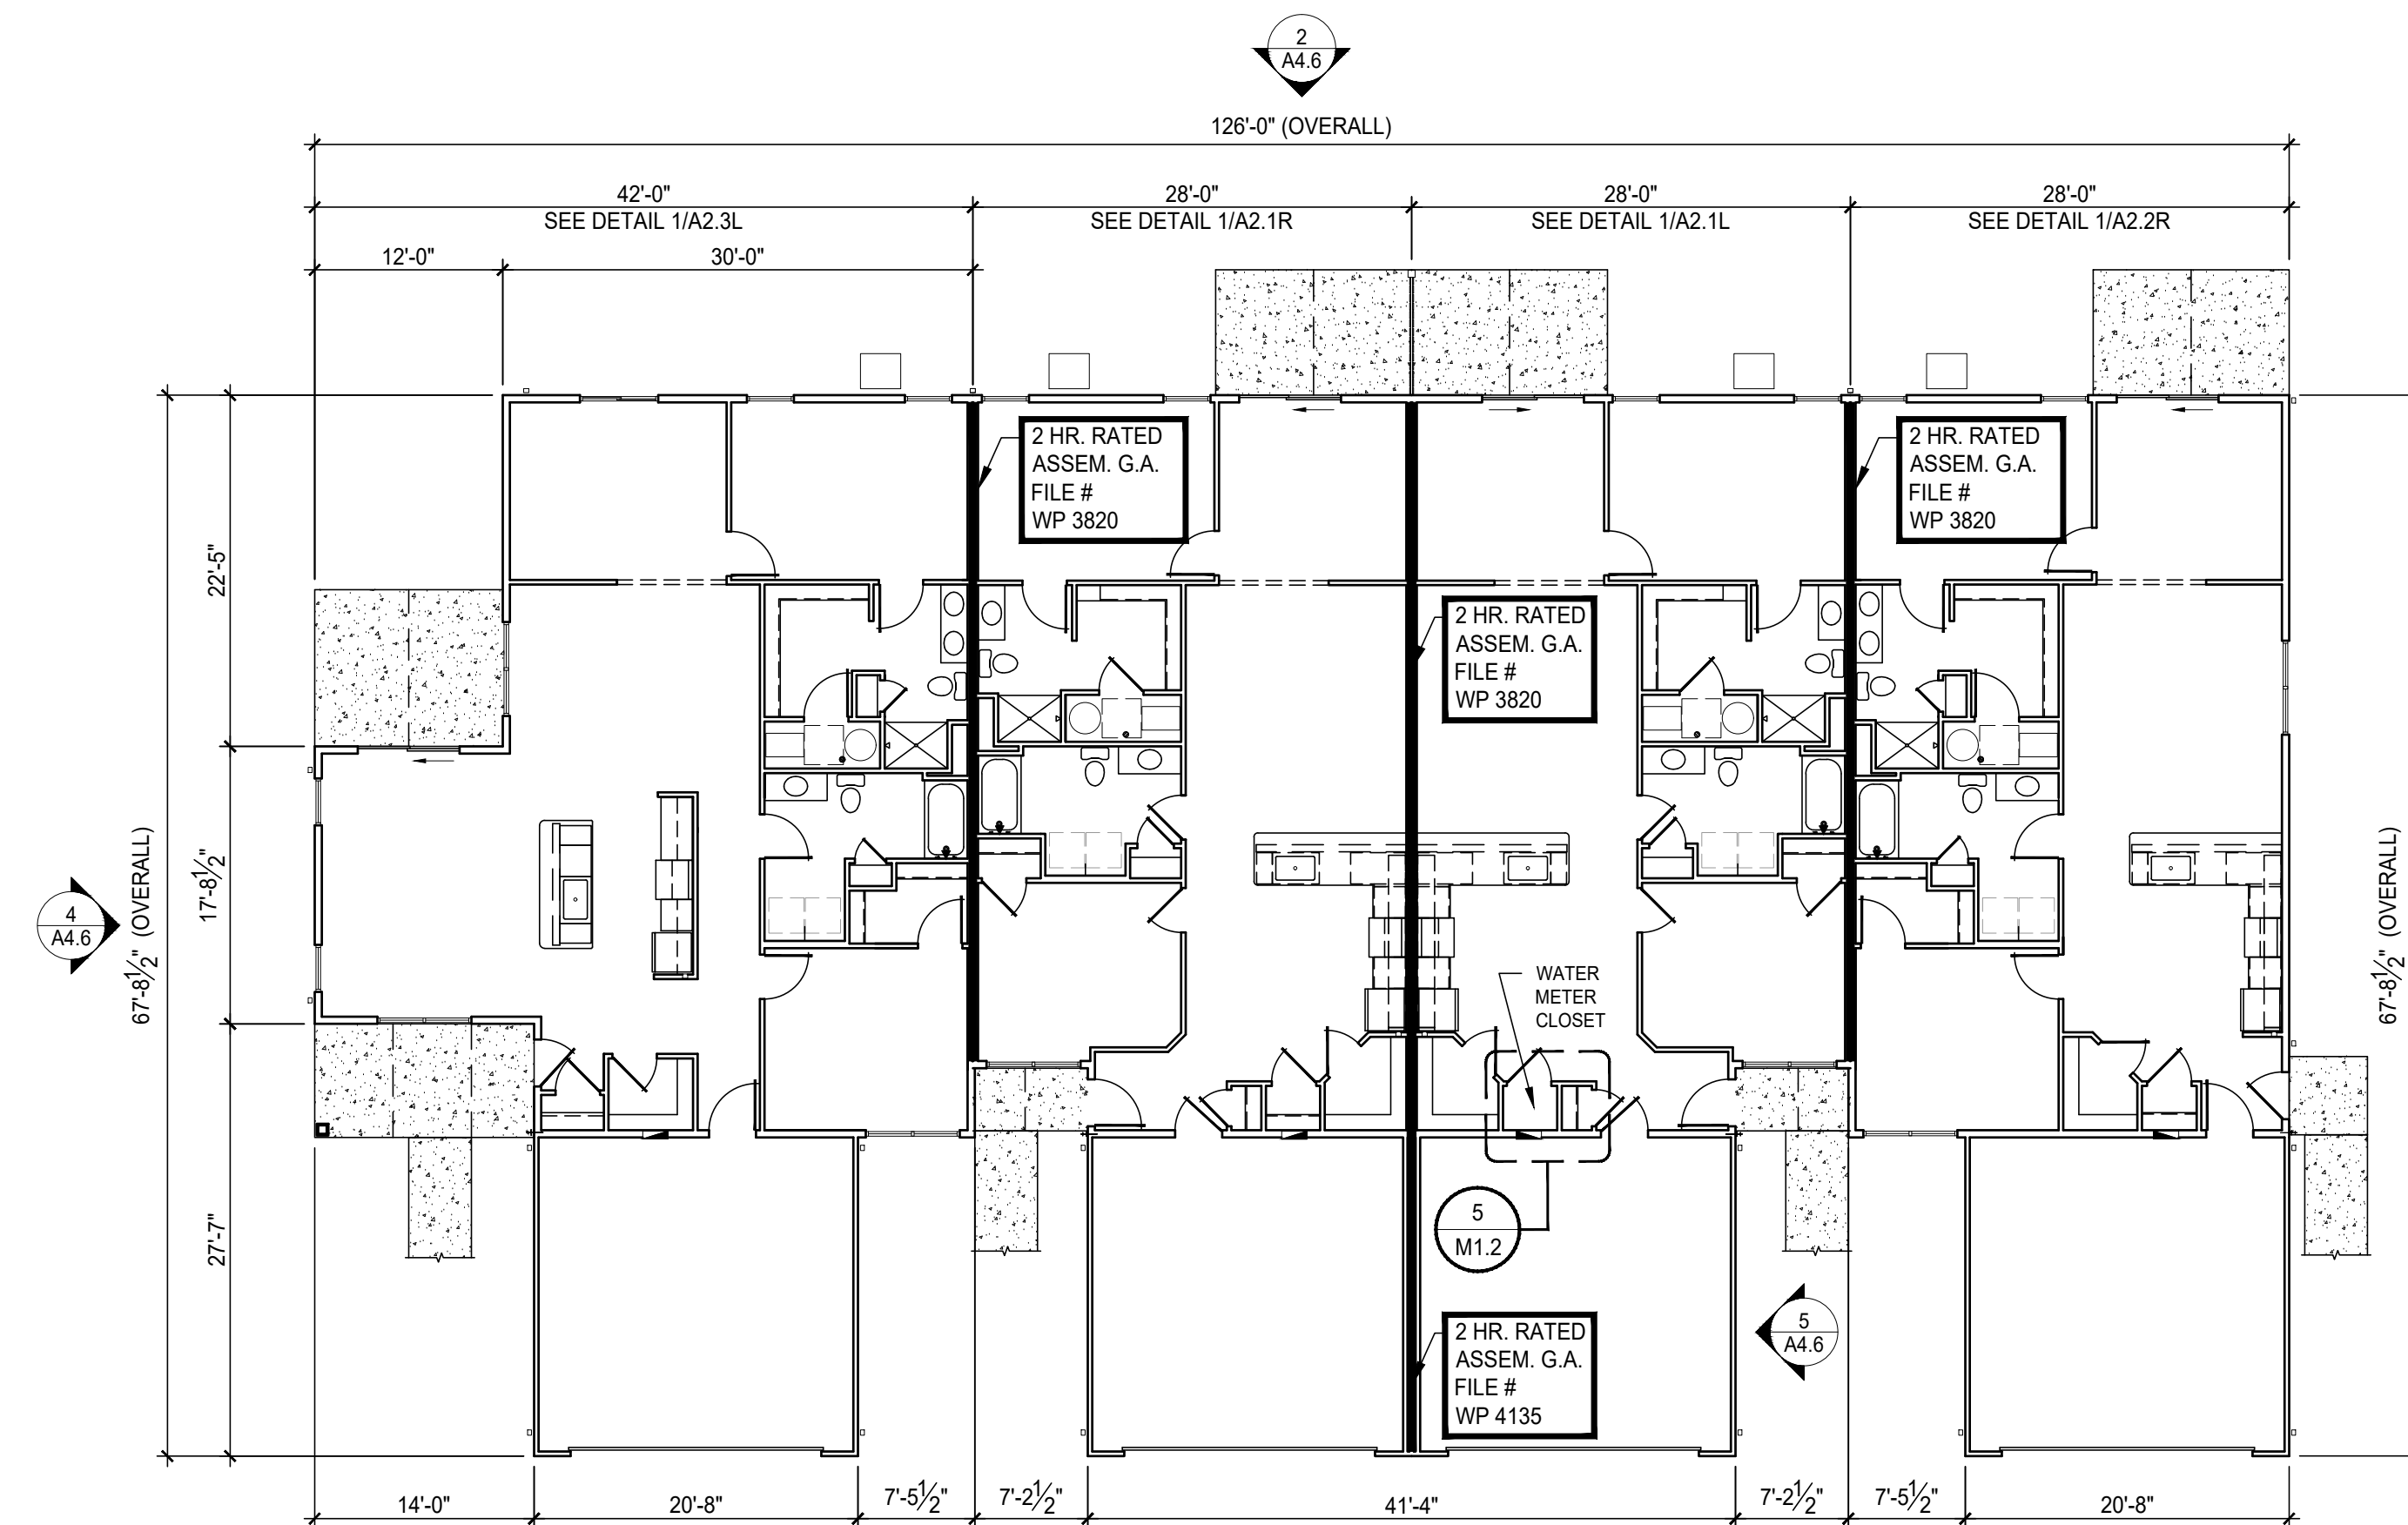 2
A4.6
126'-0" (OVERALL)
42'-0"
SEE DETAIL 1/A2.3L
28'-0"
SEE DETAIL 1/A2.1R
28'-0"
SEE DETAIL 1/A2.1L
28'-0"
SEE DETAIL 1/A2.2R
12'-0"
30'-0"
2 HR. RATED
ASSEM. G.A.
FILE #
WP 3820
2 HR. RATED
ASSEM. G.A.
FILE #
WP 3820
22'-5"
2 HR. RATED
ASSEM. G.A.
FILE #
WP 3820
67'-8½" (OVERALL)
17'-8½"
67'-8½" (OVERALL)
4
A4.6
WATER
METER
CLOSET
27'-7"
5
M1.2
5
A4.6
2 HR. RATED
ASSEM. G.A.
FILE #
WP 4135
14'-0"
20'-8"
7'-5½"
7'-2½"
41'-4"
7'-2½"
7'-5½"
20'-8"